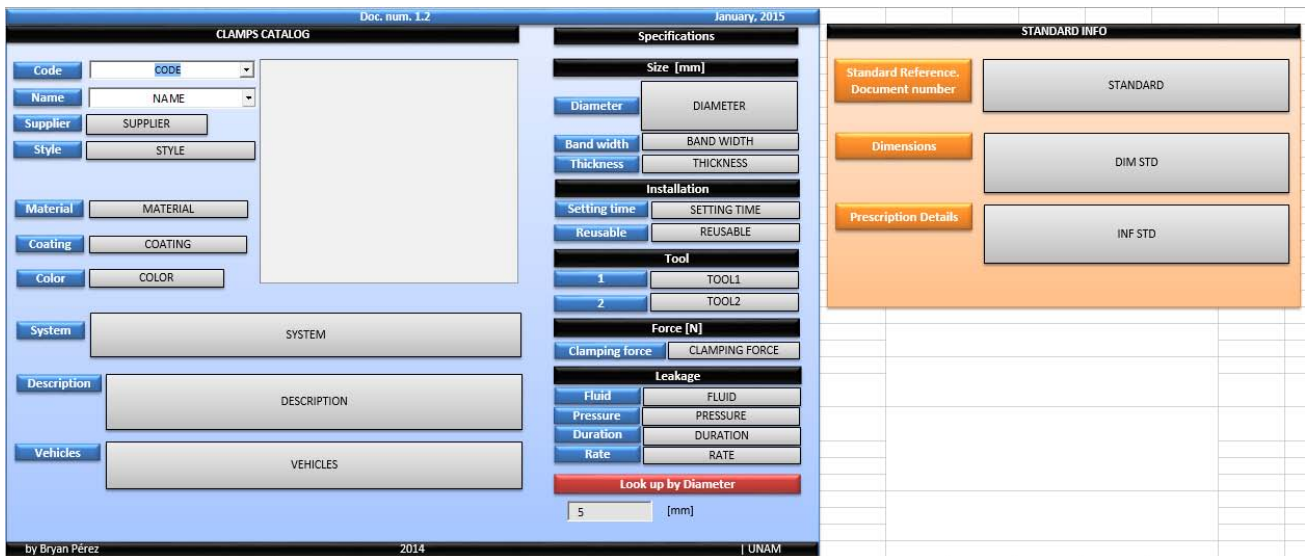 Doc. num. 1.2 January, 2015
CLAMPS CATALOG
Code CODE
Name NAME
Supplier SUPPLIER
Style STYLE
Material MATERIAL
Coating COATING
Color COLOR
System SYSTEM
Description DESCRIPTION
Vehicles VEHICLES
Specifications
Size [mm]
Diameter DIAMETER
Band width BAND WIDTH
Thickness THICKNESS
Installation
Setting time SETTING TIME
Reusable REUSABLE
Tool
1 TOOL1
2 TOOL2
Force [N]
Clamping force CLAMPING FORCE
Leakage
Fluid FLUID
Pressure PRESSURE
Duration DURATION
Rate RATE
Look up by Diameter
5 [mm]
by Bryan Pérez 2014 | UNAM
STANDARD INFO
Standard Reference.
Document number
STANDARD
Dimensions DIM STD
Prescription Details INF STD